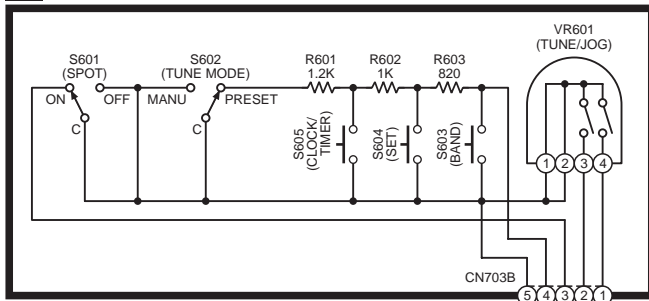 S601
(SPOT)
ON
OFF
C
S602
(TUNE MODE)
MANU
PRESET
C
R601
1.2K
R602
1K
R603
820
S605
(CLOCK/
TIMER)
S604
(SET)
S603
(BAND)
VR601
(TUNE/JOG)
1 2 3 4
CN703B
5 4 3 2 1